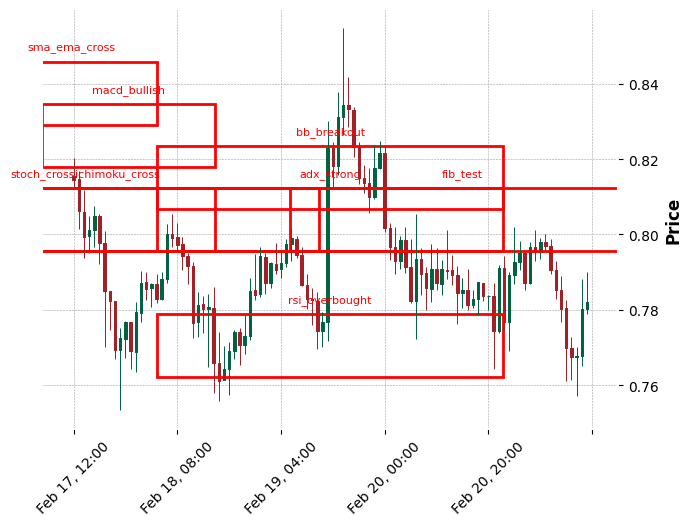 sma_ema_cross
macd_bullish
bb_breakout
stoch_cross
ichimoku_cross
adx_strong
fib_test
rsi_overbought
0.84
0.82
0.80
0.78
0.76
Price
Feb 17, 12:00
Feb 18, 08:00
Feb 19, 04:00
Feb 20, 00:00
Feb 20, 20:00